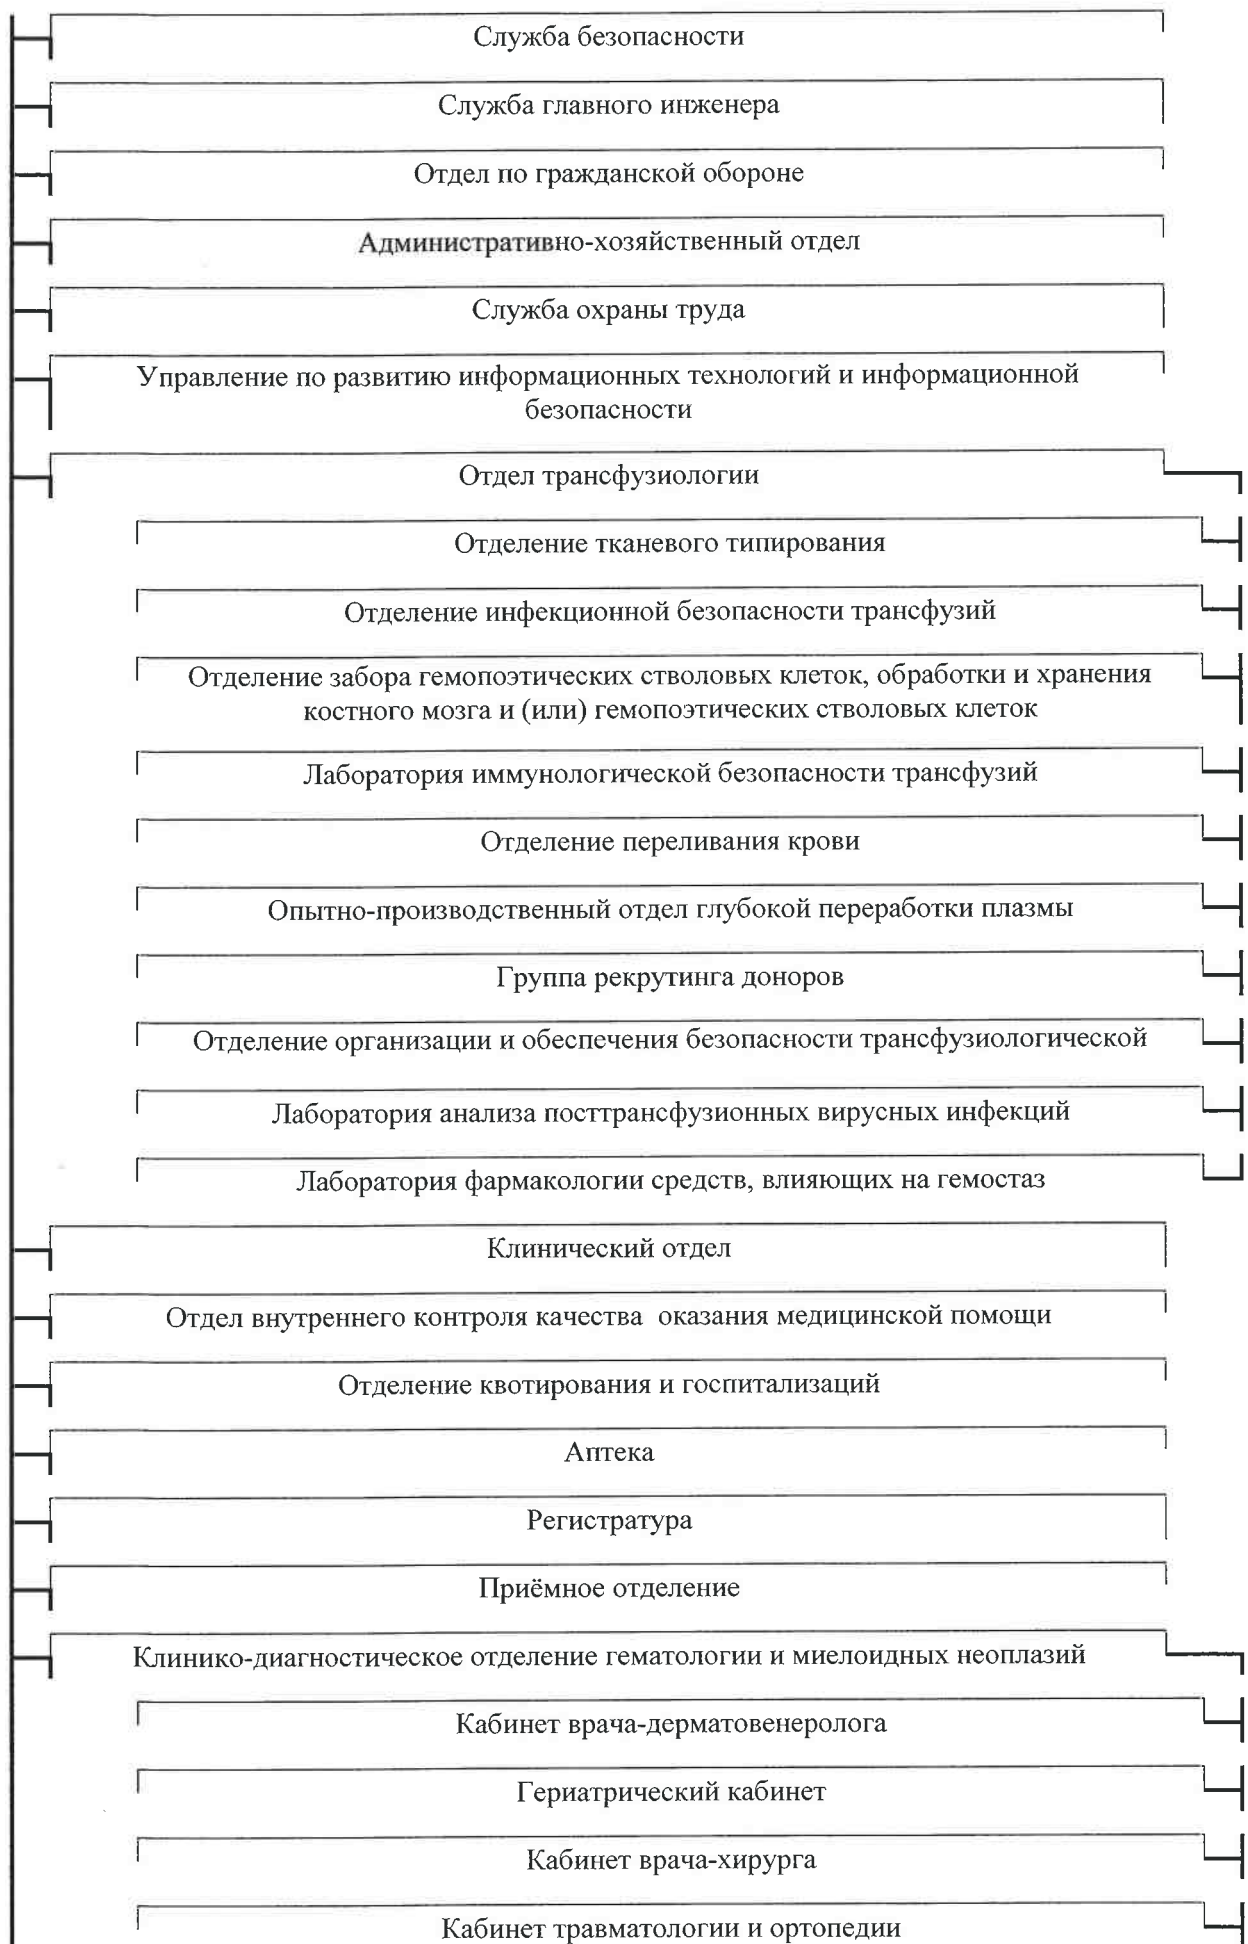 Служба безопасности
Служба главного инженера
Отдел по гражданской обороне
Административно-хозяйственный отдел
Служба охраны труда
Управление по развитию информационных технологий и информационной
безопасности
Отдел трансфузиологии
Отделение тканевого типирования
Отделение инфекционной безопасности трансфузий
Отделение забора гемопоэтических стволовых клеток, обработки и хранения
костного мозга и (или) гемопоэтических стволовых клеток
Лаборатория иммунологической безопасности трансфузий
Отделение переливания крови
Опытно-производственный отдел глубокой переработки плазмы
Группа рекрутинга доноров
Отделение организации и обеспечения безопасности трансфузиологической
Лаборатория анализа посттрансфузионных вирусных инфекций
Лаборатория фармакологии средств, влияющих на гемостаз
Клинический отдел
Отдел внутреннего контроля качества  оказания медицинской помощи
Отделение квотирования и госпитализаций
Аптека
Регистратура
Приёмное отделение
Клинико-диагностическое отделение гематологии и миелоидных неоплазий
Кабинет врача-дерматовенеролога
Гериатрический кабинет
Кабинет врача-хирурга
Кабинет травматологии и ортопедии